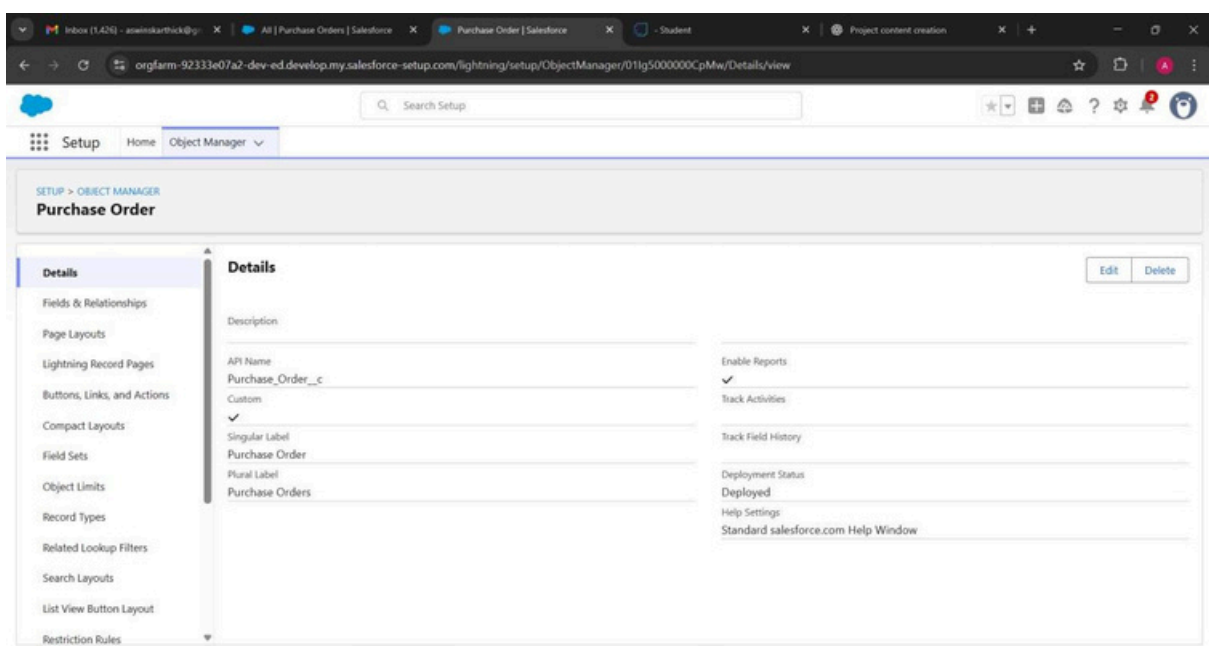 Inbox (1,426) - aswinskarthick@g
All | Purchase Orders | Salesforce
Purchase Order | Salesforce
- Student
Project content creation
orgfarm-92333e07a2-dev-ed.develop.my.salesforce-setup.com/lightning/setup/ObjectManager/01Ig5000000CpMw/Details/view
A
Search Setup
2
Setup
Home
Object Manager
SETUP > OBJECT MANAGER
Purchase Order
Details
Fields & Relationships
Page Layouts
Lightning Record Pages
Buttons, Links, and Actions
Compact Layouts
Field Sets
Object Limits
Record Types
Related Lookup Filters
Search Layouts
List View Button Layout
Restriction Rules
Details
Edit
Delete
Description
API Name
Purchase_Order__c
Custom
Singular Label
Purchase Order
Plural Label
Purchase Orders
Enable Reports
Track Activities
Track Field History
Deployment Status
Deployed
Help Settings
Standard salesforce.com Help Window